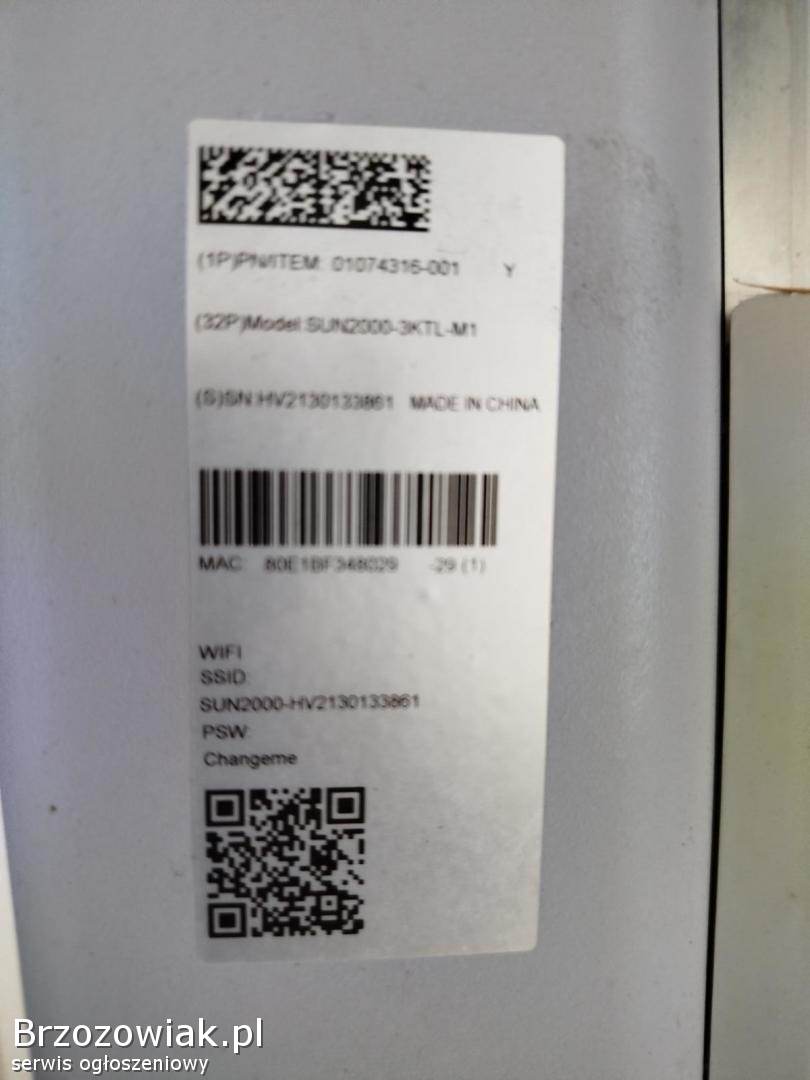 (1P)PN/ITEM: 01074316-001 Y
(32P)Model:SUN2000-3KTL-M1
(S)SN:HV2130133861 MADE IN CHINA
MAC: 80E1BF348029 -29 (1)
WIFI
SSID:
SUN2000-HV2130133861
PSW:
Changeme
Brzozowiak.pl
serwis ogłoszeniowy